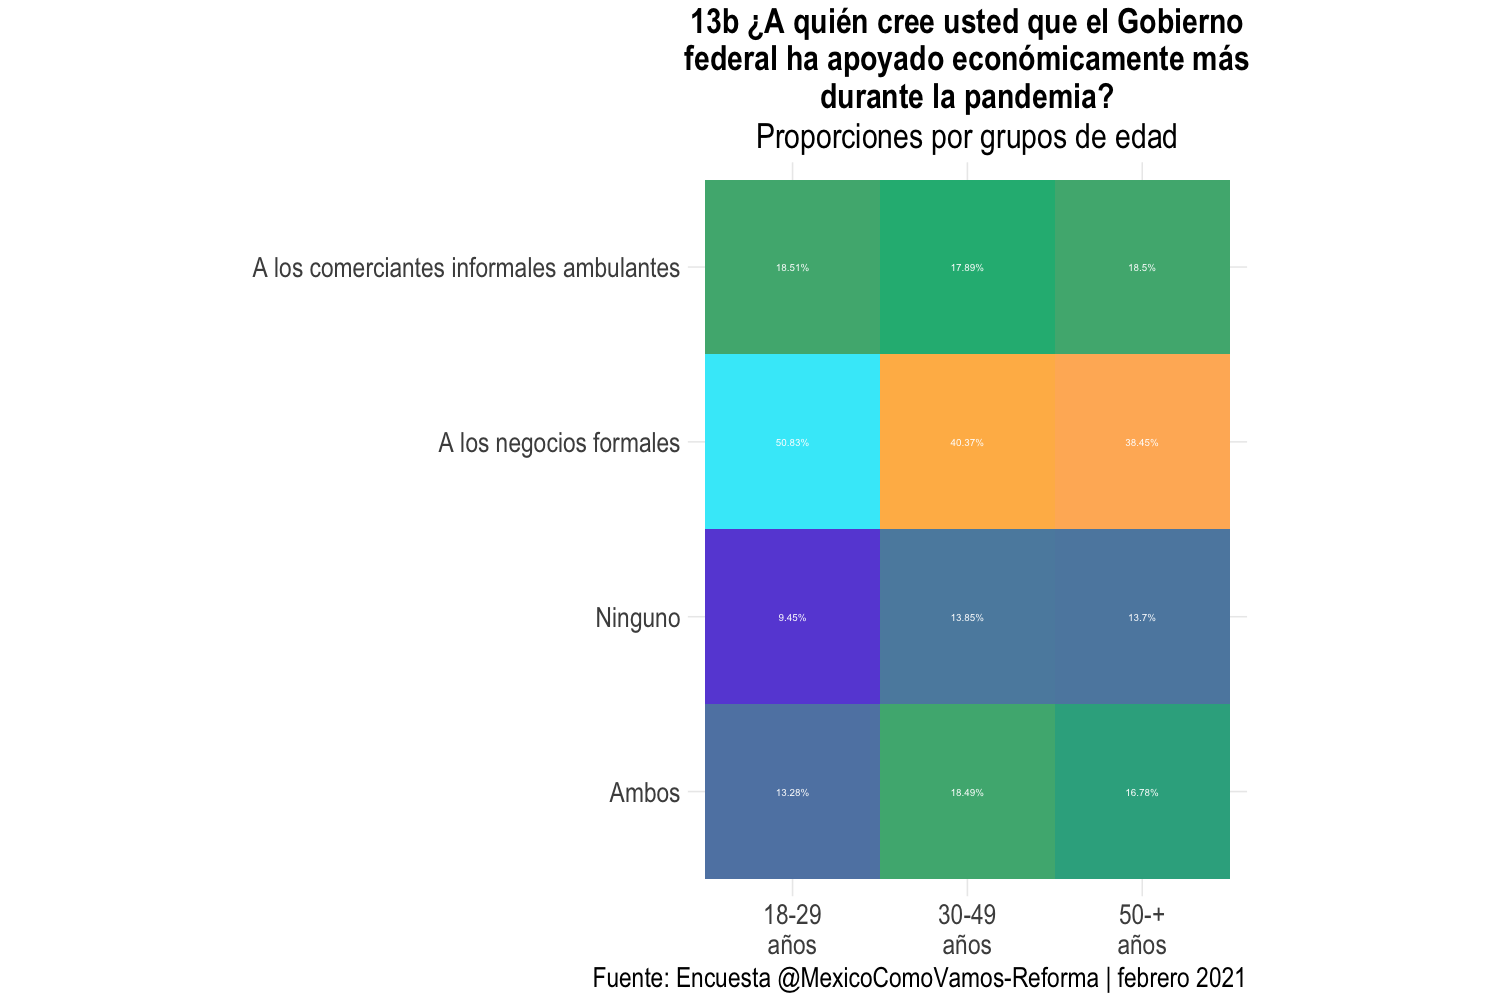 13b ¿A quién cree usted que el Gobierno
federal ha apoyado económicamente más
durante la pandemia?
Proporciones por grupos de edad
A los comerciantes informales ambulantes
18.51%
17.89%
18.5%
A los negocios formales
50.83%
40.37%
38.45%
Ninguno
9.45%
13.85%
13.7%
Ambos
13.28%
18.49%
16.78%
18-29
años
30-49
años
50-+
años
Fuente: Encuesta @MexicoComoVamos-Reforma | febrero 2021